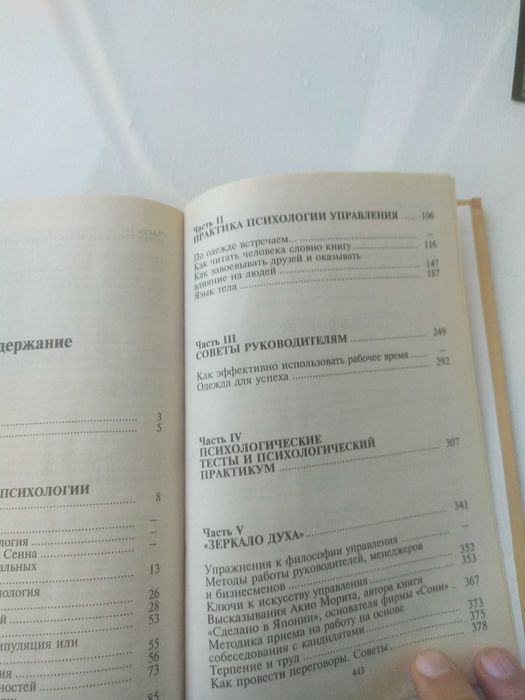 держание
3
5
ПСИХОЛОГИИ
8
–
ология
–
Сенна
–
альных
13
нология
26
28
й
53
ипуляция или
55
56
ния
73
ностей
85
Часть II
ПРАКТИКА ПСИХОЛОГИИ УПРАВЛЕНИЯ ..... 106
По одежде встречаем... –
Как читать человека словно книгу ..... 116
Как завоевывать друзей и оказывать
влияние на людей ..... 147
Язык тела ..... 187
Часть III
СОВЕТЫ РУКОВОДИТЕЛЯМ ..... 249
Как эффективно использовать рабочее время ..... –
Одежда для успеха ..... 292
Часть IV
ПСИХОЛОГИЧЕСКИЕ
ТЕСТЫ И ПСИХОЛОГИЧЕСКИЙ
ПРАКТИКУМ ..... 307
Часть V
«ЗЕРКАЛО ДУХА» ..... 341
Упражнения к философии управления ..... –
Методы работы руководителей, менеджеров
и бизнесменов ..... 352
Ключи к искусству управления ..... 353
Высказывания Акио Морита, автора книги
«Сделано в Японии», основателя фирмы «Сони» ... 367
Методика приема на работу на основе
собеседования с кандидатами ..... 373
Терпение и труд ..... 375
Как провести переговоры. Советы ..... 378
443